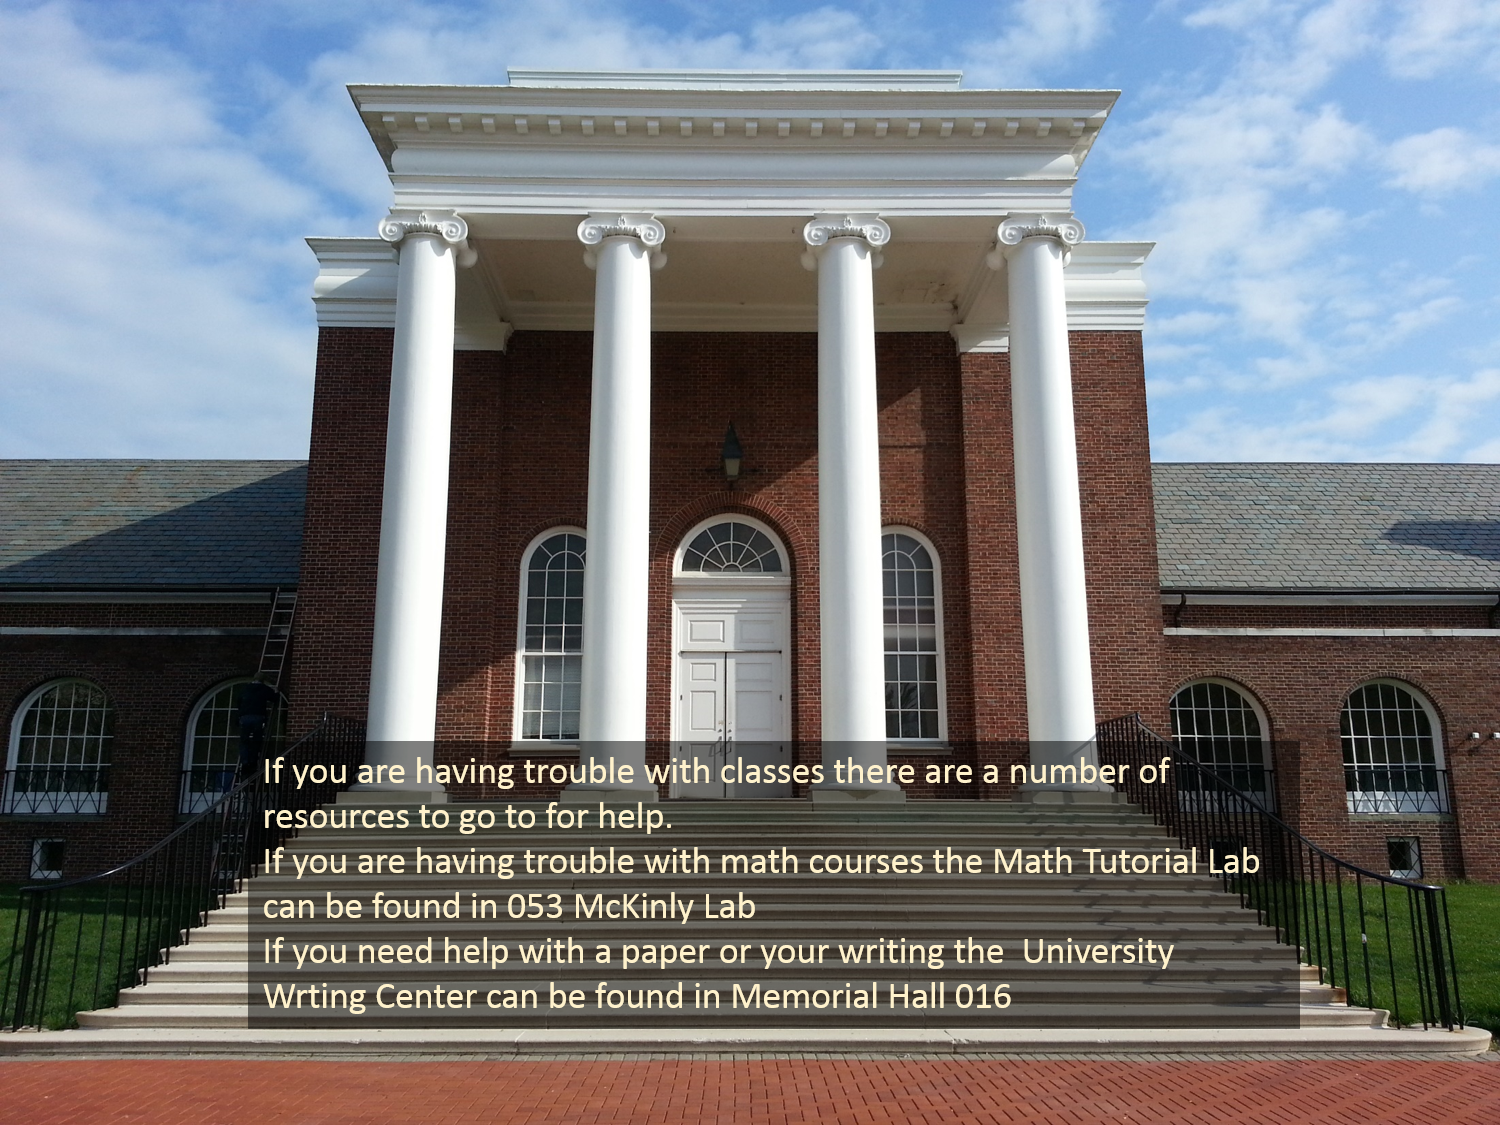 If you are having trouble with classes there are a number of
resources to go to for help.
If you are having trouble with math courses the Math Tutorial Lab
can be found in 053 McKinly Lab
If you need help with a paper or your writing the  University
Wrting Center can be found in Memorial Hall 016